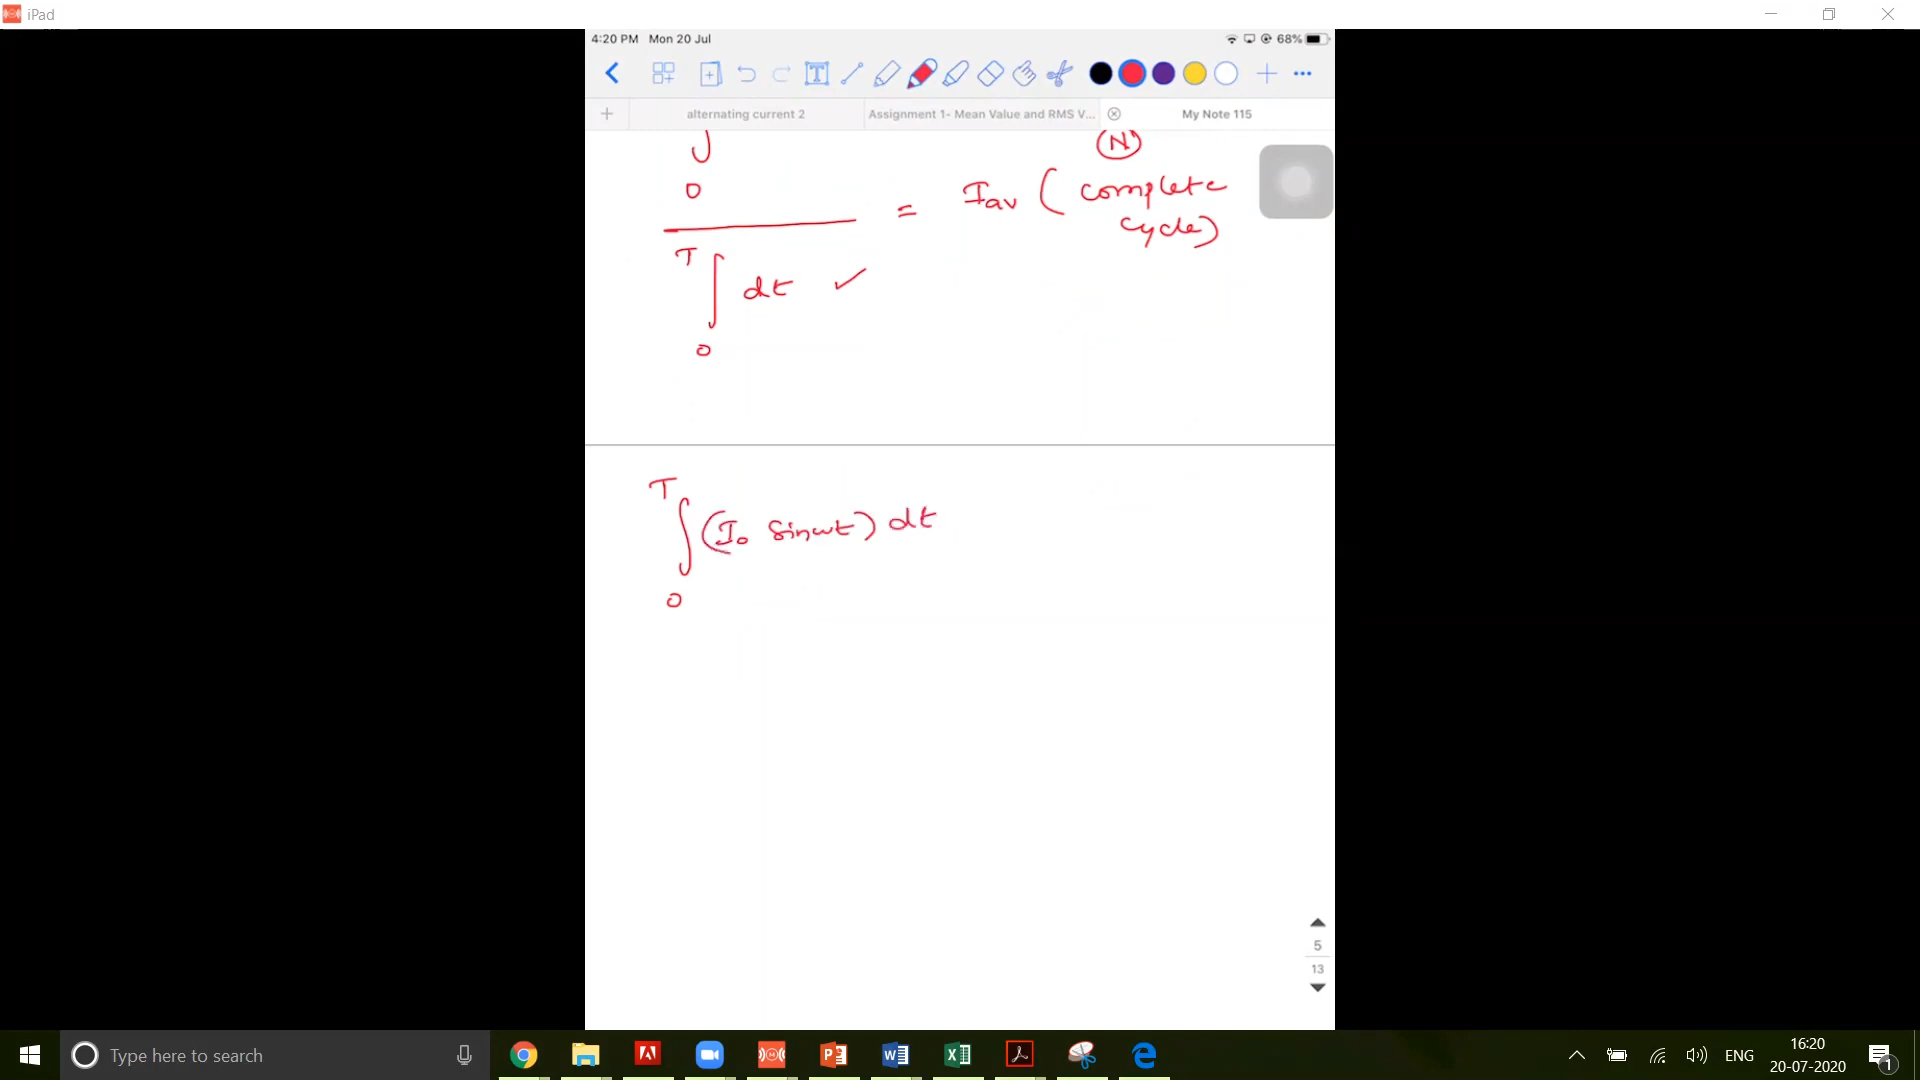 iPad
4:20 PM Mon 20 Jul
68%
alternating current 2
Assignment 1- Mean Value and RMS V...
My Note 115
N
∫
0
= Iav ( complete
cycle)
T
∫ dt ✓
0
T
∫ (I₀ sinωt) dt
0
5
13
Type here to search
ENG
16:20
20-07-2020
1